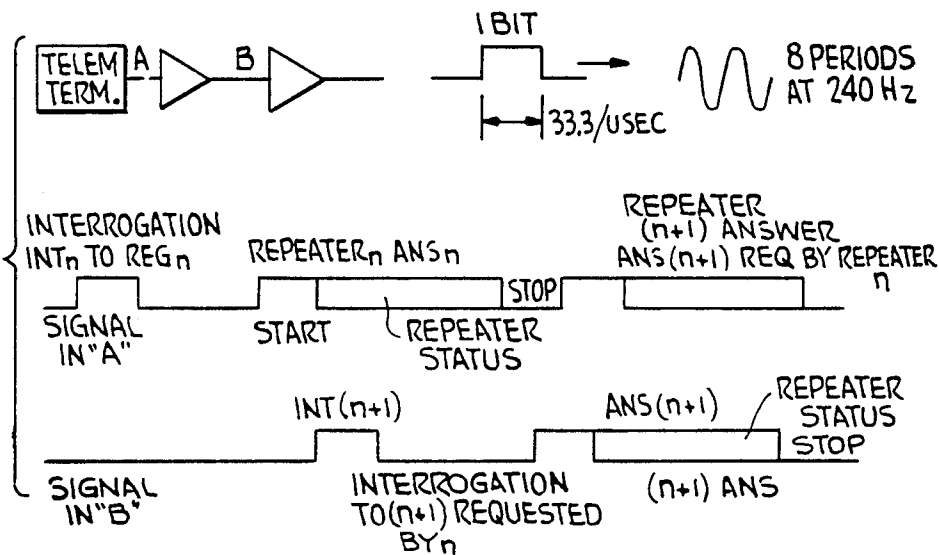 TELEM
TERM.
A
B
1 BIT
33.3/USEC
8 PERIODS
AT 240 Hz
INTERROGATION
INTn TO REGn
REPEATERn ANSn
REPEATER
(n+1) ANSWER
ANS(n+1) REQ BY REPEATER
n
STOP
SIGNAL
IN "A"
START
REPEATER
STATUS
INT(n+1)
ANS(n+1)
REPEATER
STATUS
STOP
SIGNAL
IN "B"
INTERROGATION
TO(n+1) REQUESTED
BYn
(n+1) ANS